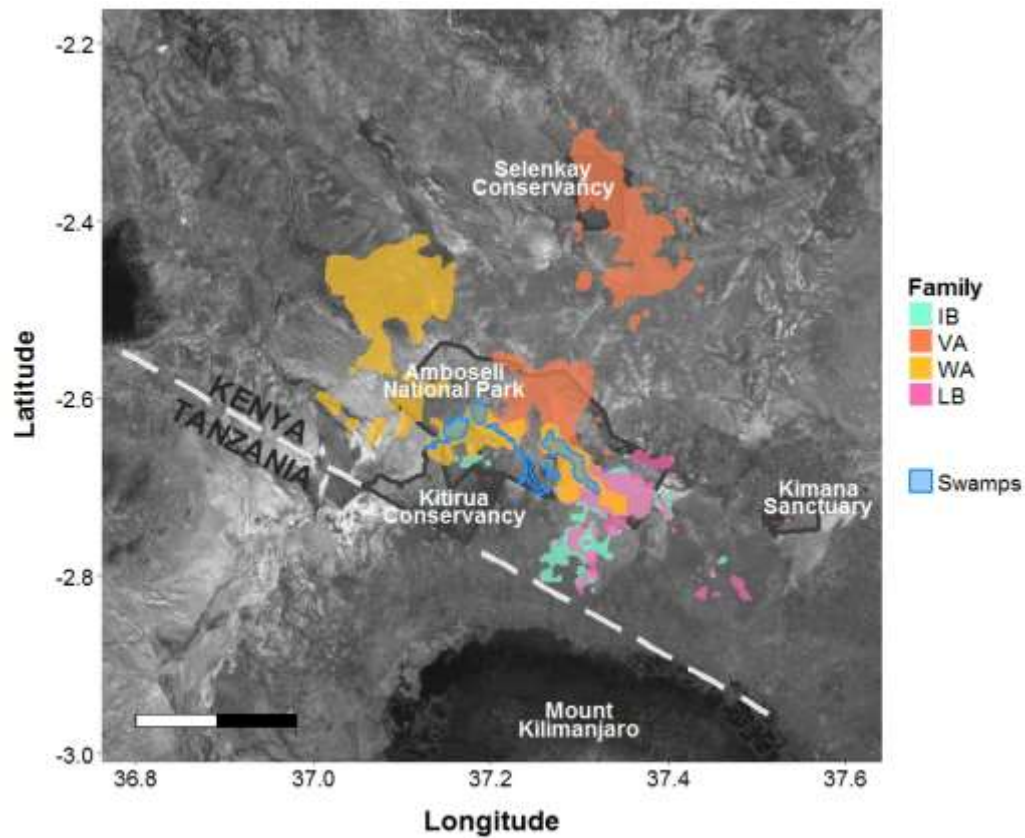 -2.2
-2.4
-2.6
-2.8
-3.0
36.8
37.0
37.2
37.4
37.6
Latitude
Longitude
Selenkay
Conservancy
Amboseli
National Park
KENYA
TANZANIA
Kitirua
Conservancy
Kimana
Sanctuary
Mount
Kilimanjaro
Family
IB
VA
WA
LB
Swamps